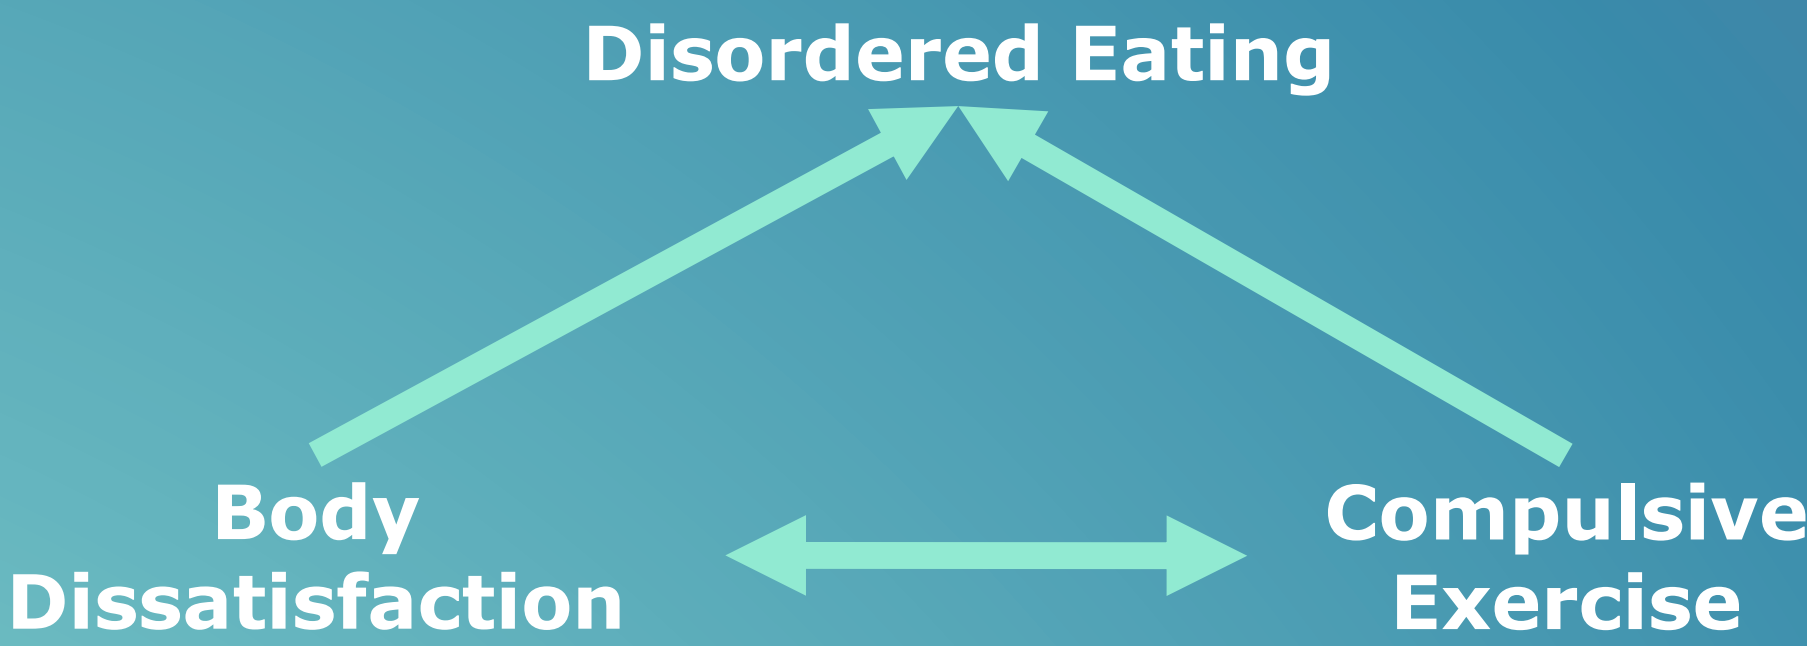 Disordered Eating
Body
Dissatisfaction
Compulsive
Exercise